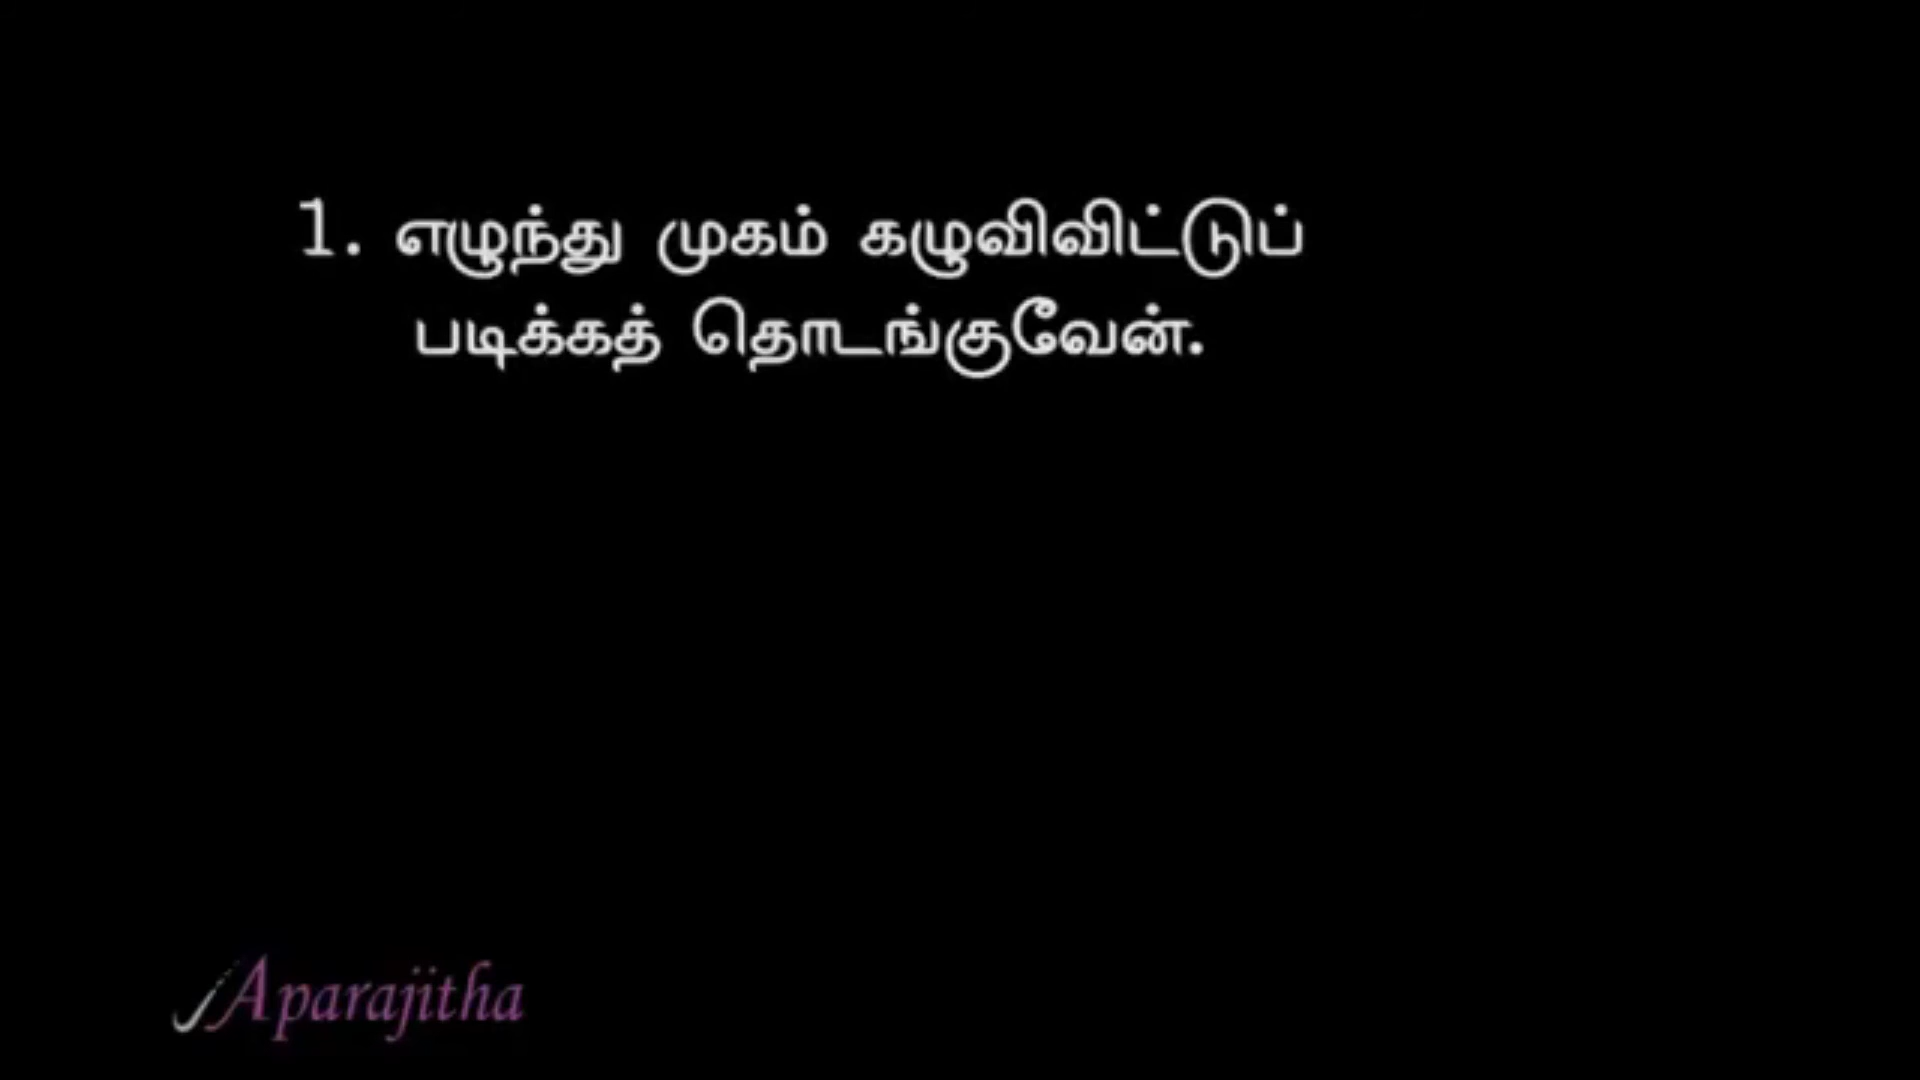 1. எழுந்து முகம் கழுவிவிட்டுப்
படிக்கத் தொடங்குவேன்.
Aparajitha